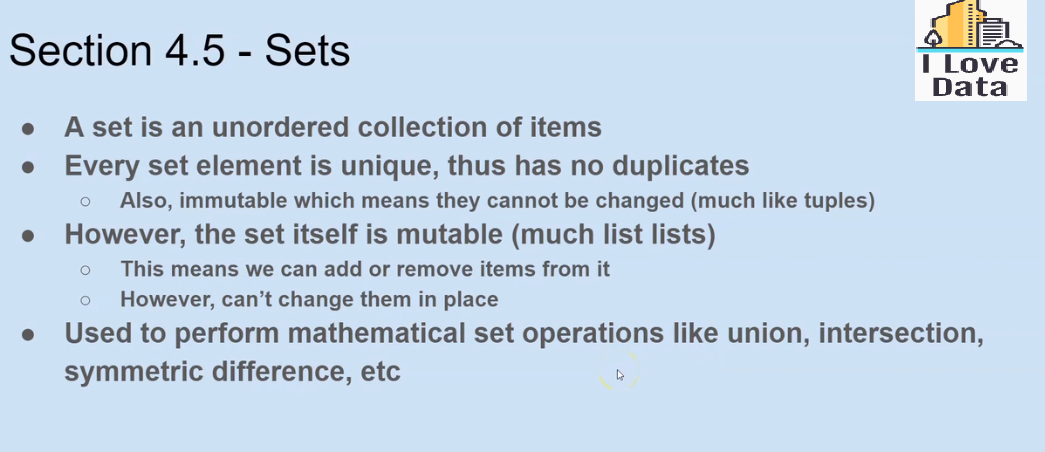 Section 4.5 - Sets
I Love
Data
● A set is an unordered collection of items
● Every set element is unique, thus has no duplicates
○ Also, immutable which means they cannot be changed (much like tuples)
● However, the set itself is mutable (much list lists)
○ This means we can add or remove items from it
○ However, can’t change them in place
● Used to perform mathematical set operations like union, intersection,
symmetric difference, etc